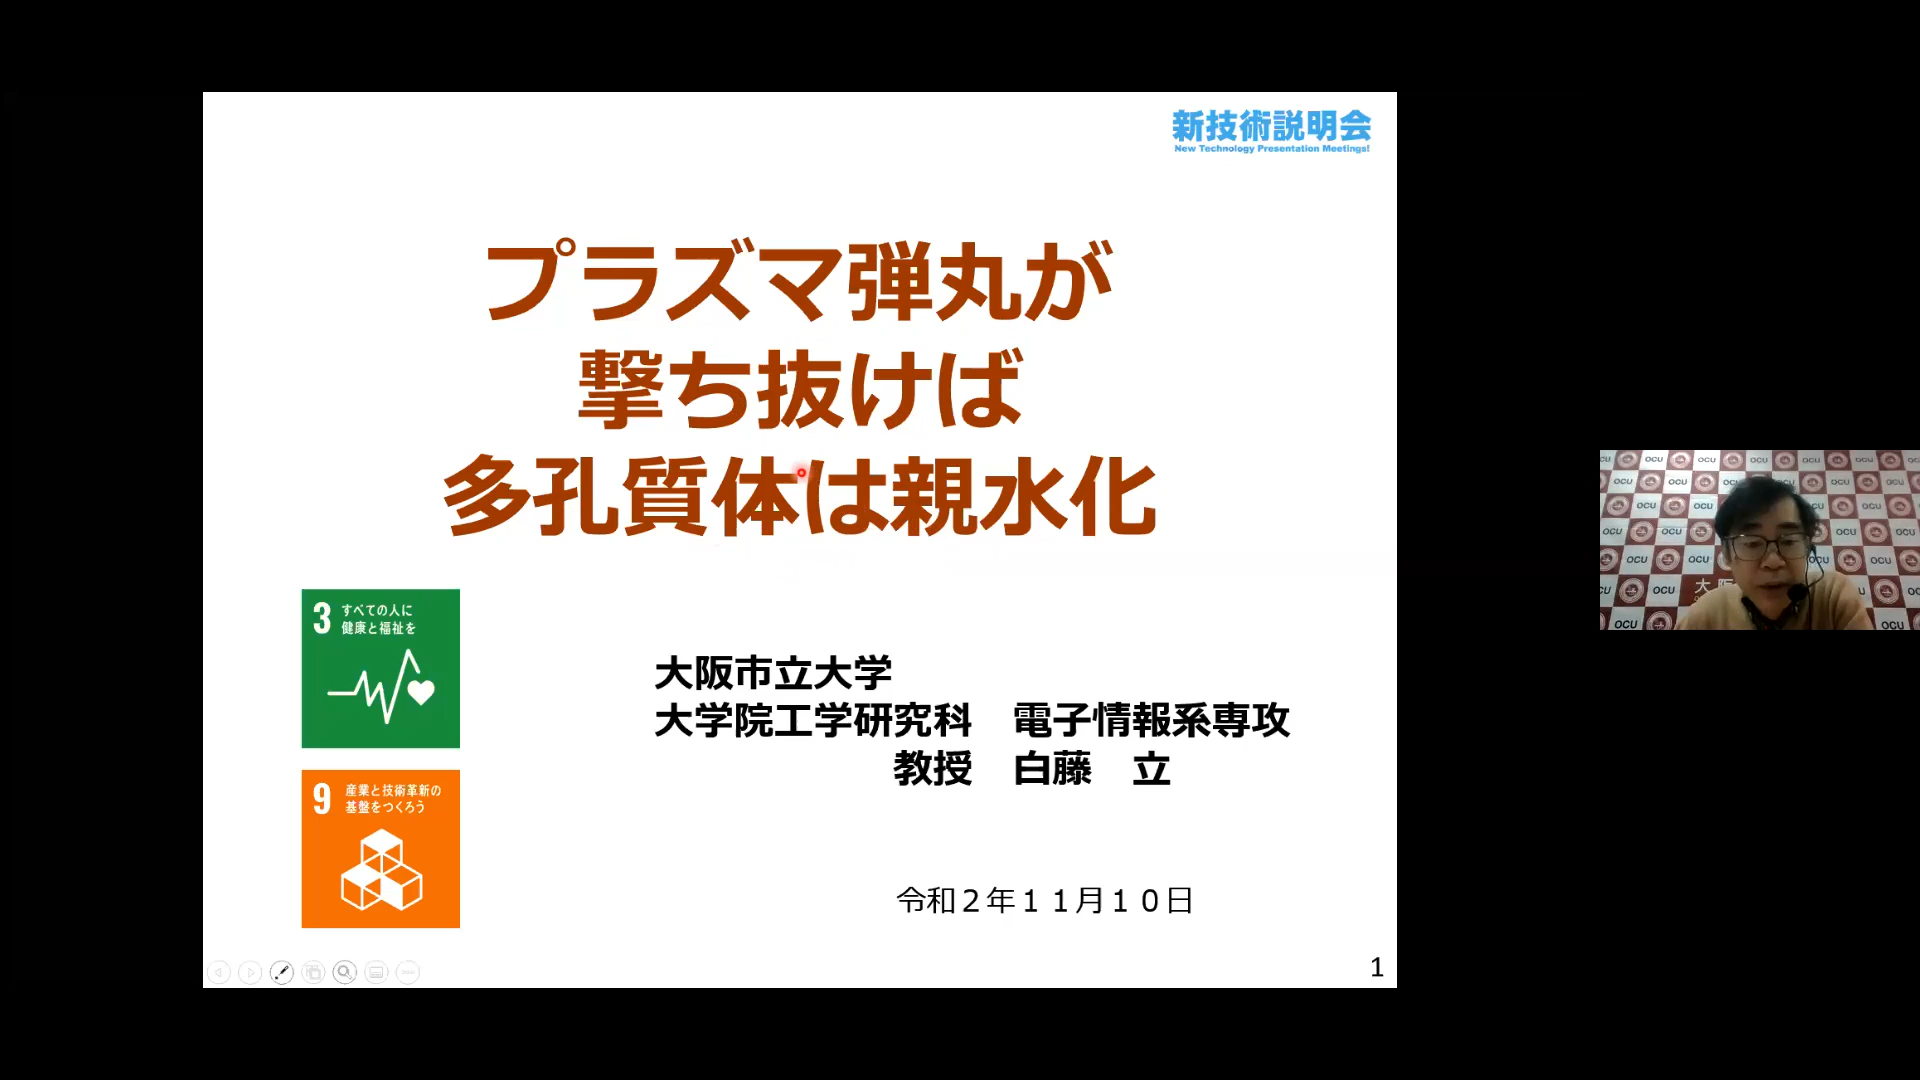 新技術説明会
New Technology Presentation Meetings!
プラズマ弾丸が
撃ち抜けば
多孔質体は親水化
3 すべての人に
健康と福祉を
9 産業と技術革新の
基盤をつくろう
大阪市立大学
大学院工学研究科　電子情報系専攻
教授　白藤　立
令和２年１１月１０日
1
OCU
大阪